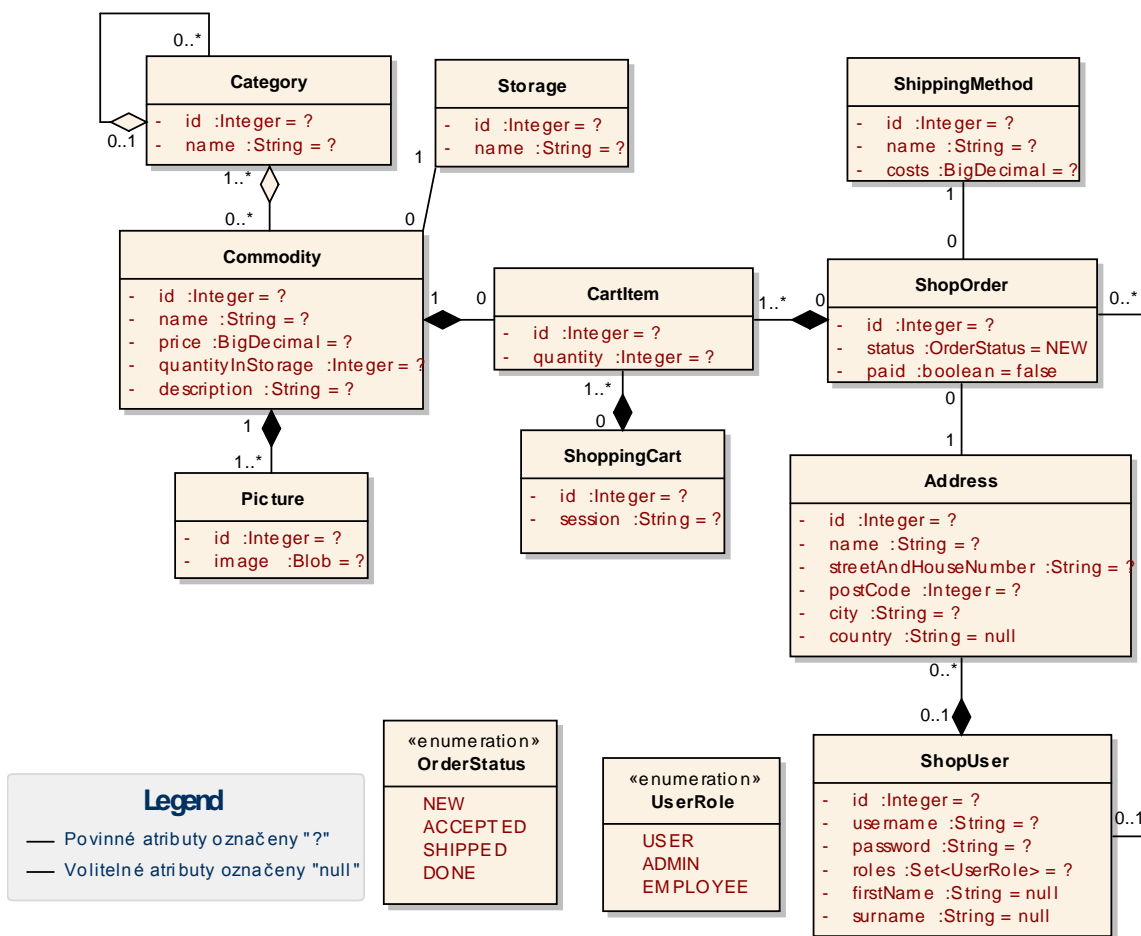 0..*
0..1
Category
- id :Integer = ?
- name :String = ?
1..*
0..*
Storage
- id :Integer = ?
- name :String = ?
1
0
ShippingMethod
- id :Integer = ?
- name :String = ?
- costs :BigDecimal = ?
1
0
Commodity
- id :Integer = ?
- name :String = ?
- price :BigDecimal = ?
- quantityInStorage :Integer = ?
- description :String = ?
1
0
CartItem
- id :Integer = ?
- quantity :Integer = ?
1..*
0
ShopOrder
- id :Integer = ?
- status :OrderStatus = NEW
- paid :boolean = false
0..*
0
1
1
1..*
Picture
- id :Integer = ?
- image :Blob = ?
1..*
0
ShoppingCart
- id :Integer = ?
- session :String = ?
Address
- id :Integer = ?
- name :String = ?
- streetAndHouseNumber :String = ?
- postCode :Integer = ?
- city :String = ?
- country :String = null
0..*
0..1
ShopUser
- id :Integer = ?
- username :String = ?
- password :String = ?
- roles :Set<UserRole> = ?
- firstName :String = null
- surname :String = null
0..1
«enumeration»
OrderStatus
NEW
ACCEPTED
SHIPPED
DONE
«enumeration»
UserRole
USER
ADMIN
EMPLOYEE
Legend
Povinné atributy označeny "?"
Volitelné atributy označeny "null"